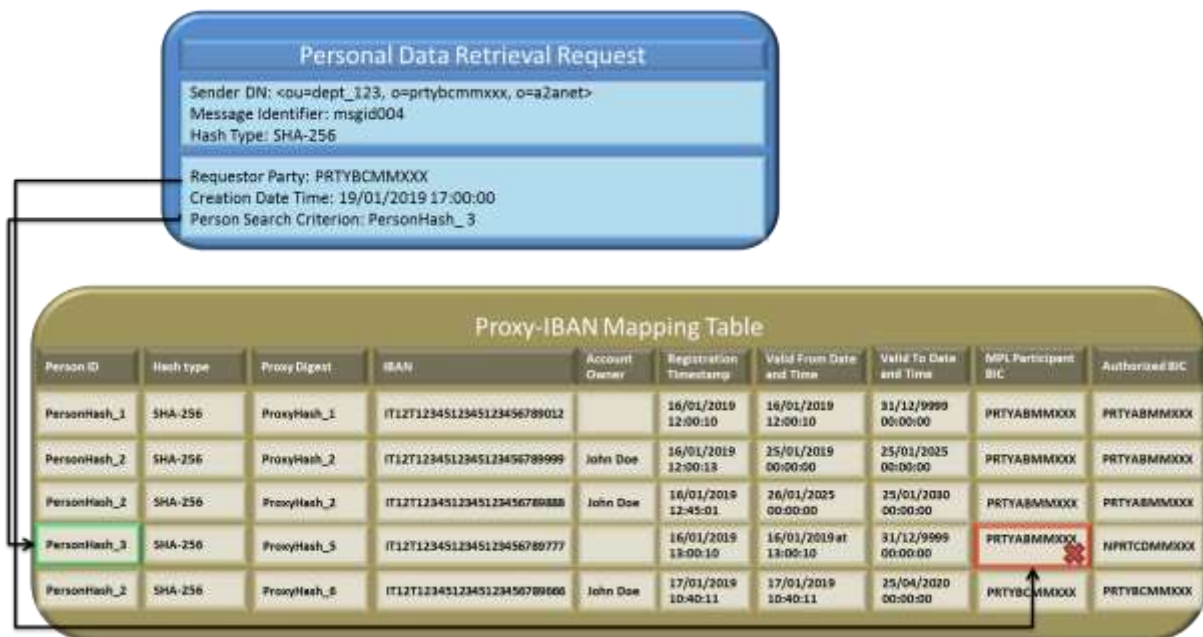 Personal Data Retrieval Request
Sender DN: <ou=dept_123, o=prtybcmmxxx, o=a2anet>
Message Identifier: msgid004
Hash Type: SHA-256
Requestor Party: PRTYBCMMXXX
Creation Date Time: 19/01/2019 17:00:00
Person Search Criterion: PersonHash_ 3
Proxy-IBAN Mapping Table
Person ID Hash type Proxy Digest IBAN Account Owner Registration Timestamp Valid From Date and Time Valid To Date and Time MPL Participant BIC Authorized BIC
PersonHash_1 SHA-256 ProxyHash_1 IT12T1234512345123456789012 16/01/2019 12:00:10 16/01/2019 12:00:10 31/12/9999 00:00:00 PRTYABMMXXX PRTYABMMXXX
PersonHash_2 SHA-256 ProxyHash_2 IT12T1234512345123456789999 John Doe 16/01/2019 12:00:13 25/01/2019 00:00:00 25/01/2025 00:00:00 PRTYABMMXXX PRTYABMMXXX
PersonHash_2 SHA-256 ProxyHash_2 IT12T1234512345123456789888 John Doe 16/01/2019 12:45:01 26/01/2025 00:00:00 25/01/2030 00:00:00 PRTYABMMXXX PRTYABMMXXX
PersonHash_3 SHA-256 ProxyHash_5 IT12T1234512345123456789777 16/01/2019 13:00:10 16/01/2019 at 13:00:10 31/12/9999 00:00:00 PRTYABMMXXX NPRTCDMMXXX
PersonHash_2 SHA-256 ProxyHash_6 IT12T1234512345123456789666 John Doe 17/01/2019 10:40:11 17/01/2019 10:40:11 25/04/2020 00:00:00 PRTYBCMMXXX PRTYBCMMXXX